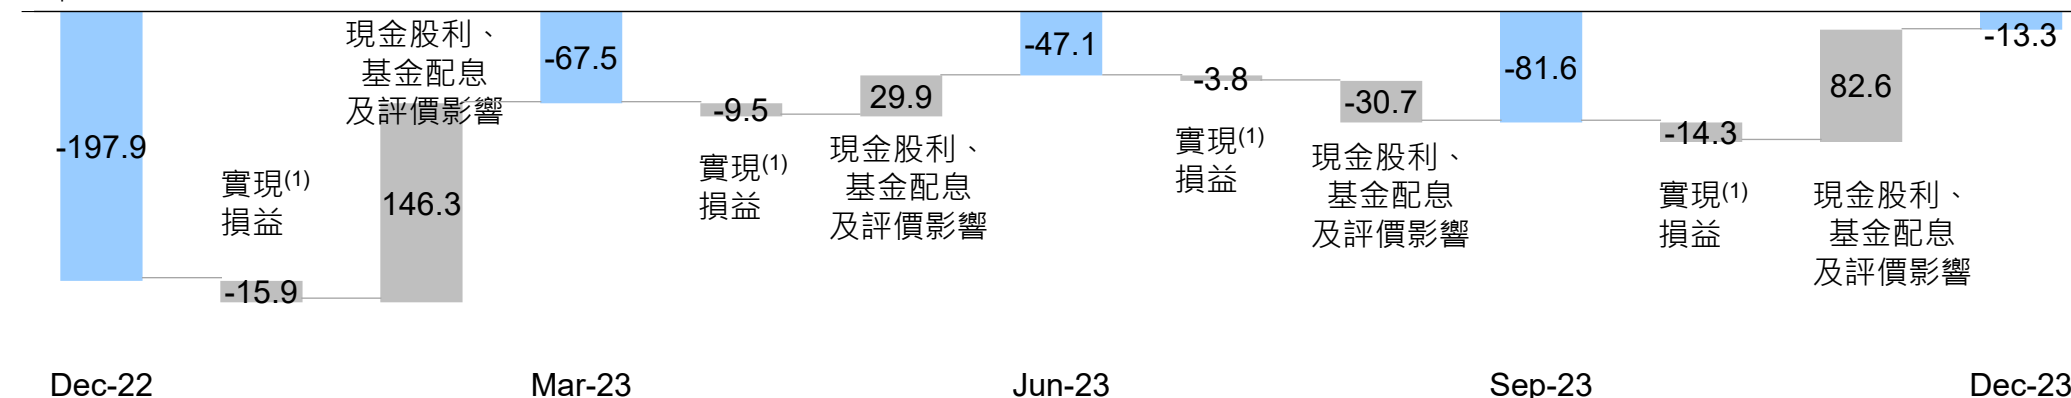 -197.9
實現(1)
損益
-15.9
現金股利、
基金配息
及評價影響
146.3
-67.5
-9.5
實現(1)
損益
29.9
現金股利、
基金配息
及評價影響
-47.1
-3.8
實現(1)
損益
-30.7
現金股利、
基金配息
及評價影響
-81.6
-14.3
實現(1)
損益
82.6
現金股利、
基金配息
及評價影響
-13.3
Dec-22 Mar-23 Jun-23 Sep-23 Dec-23